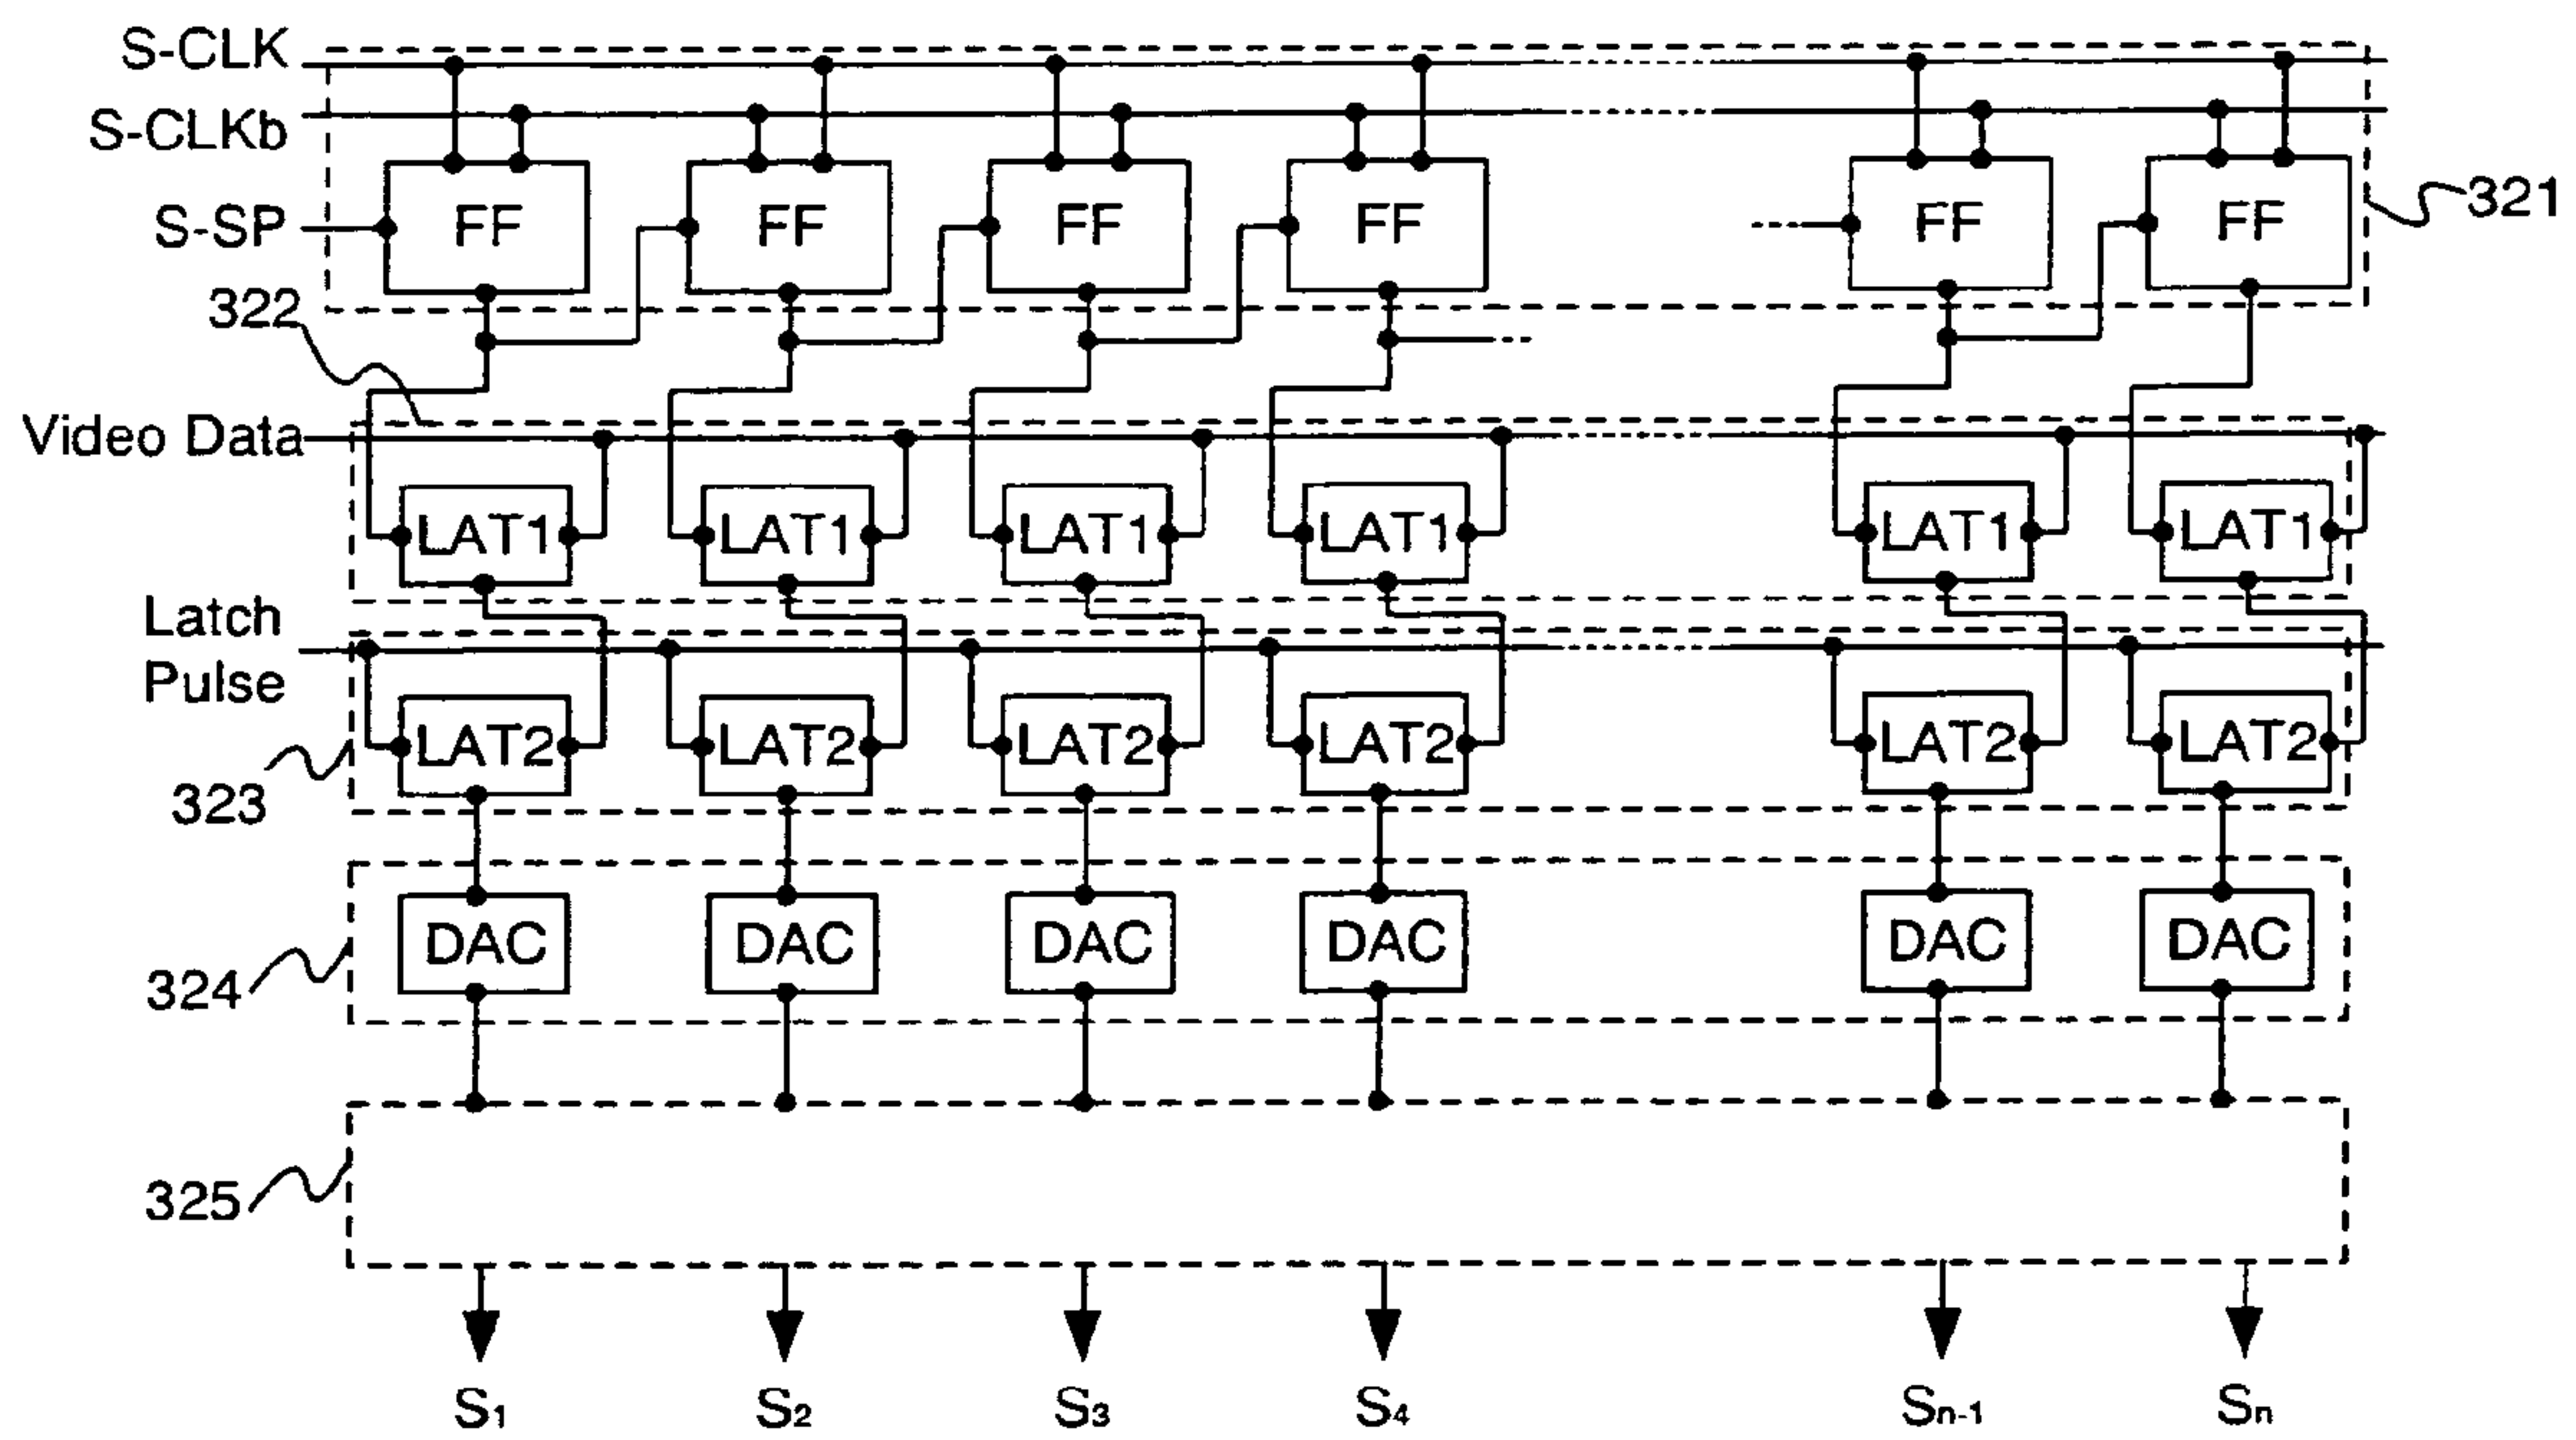 S-CLK
S-CLKb
S-SP
FF FF FF FF FF FF
321
322
Video Data
LAT1 LAT1 LAT1 LAT1 LAT1 LAT1
Latch
Pulse
LAT2 LAT2 LAT2 LAT2 LAT2 LAT2
323
DAC DAC DAC DAC DAC DAC
324
325
S1 S2 S3 S4 Sn-1 Sn